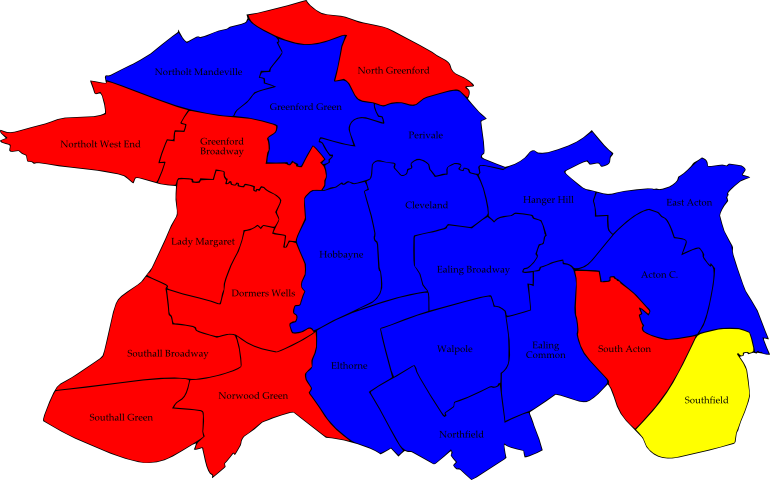 North Greenford
Northolt Mandeville
Greenford Green
Perivale
Northolt West End
Greenford
Broadway
Cleveland
Hanger Hill
East Acton
Lady Margaret
Hobbayne
Ealing Broadway
Dormers Wells
Southall Broadway
Elthorne
Walpole
Ealing
Common
South Acton
Norwood Green
Southfield
Southall Green
Northfield